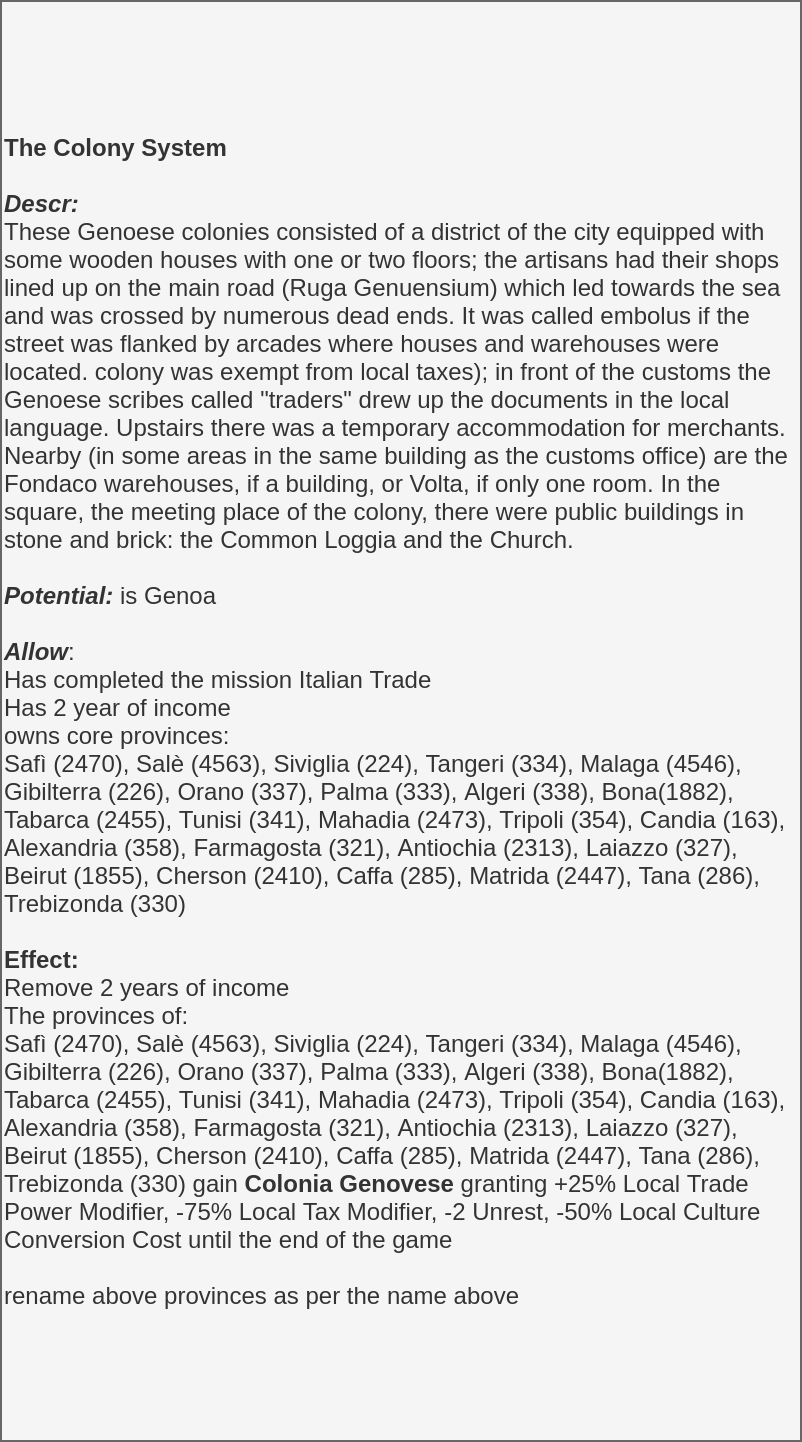 The Colony System
Descr:
These Genoese colonies consisted of a district of the city equipped with
some wooden houses with one or two floors; the artisans had their shops
lined up on the main road (Ruga Genuensium) which led towards the sea
and was crossed by numerous dead ends. It was called embolus if the
street was flanked by arcades where houses and warehouses were
located. colony was exempt from local taxes); in front of the customs the
Genoese scribes called "traders" drew up the documents in the local
language. Upstairs there was a temporary accommodation for merchants.
Nearby (in some areas in the same building as the customs office) are the
Fondaco warehouses, if a building, or Volta, if only one room. In the
square, the meeting place of the colony, there were public buildings in
stone and brick: the Common Loggia and the Church.
Potential: is Genoa
Allow:
Has completed the mission Italian Trade
Has 2 year of income
owns core provinces:
Safì (2470), Salè (4563), Siviglia (224), Tangeri (334), Malaga (4546),
Gibilterra (226), Orano (337), Palma (333), Algeri (338), Bona(1882),
Tabarca (2455), Tunisi (341), Mahadia (2473), Tripoli (354), Candia (163),
Alexandria (358), Farmagosta (321), Antiochia (2313), Laiazzo (327),
Beirut (1855), Cherson (2410), Caffa (285), Matrida (2447), Tana (286),
Trebizonda (330)
Effect:
Remove 2 years of income
The provinces of:
Safì (2470), Salè (4563), Siviglia (224), Tangeri (334), Malaga (4546),
Gibilterra (226), Orano (337), Palma (333), Algeri (338), Bona(1882),
Tabarca (2455), Tunisi (341), Mahadia (2473), Tripoli (354), Candia (163),
Alexandria (358), Farmagosta (321), Antiochia (2313), Laiazzo (327),
Beirut (1855), Cherson (2410), Caffa (285), Matrida (2447), Tana (286),
Trebizonda (330) gain Colonia Genovese granting +25% Local Trade
Power Modifier, -75% Local Tax Modifier, -2 Unrest, -50% Local Culture
Conversion Cost until the end of the game
rename above provinces as per the name above